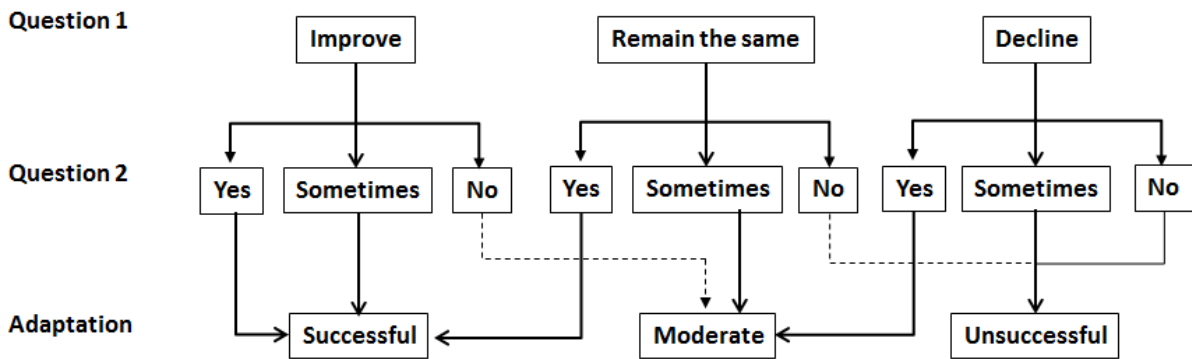 Question 1
Improve
Remain the same
Decline
Question 2
Yes
Sometimes
No
Yes
Sometimes
No
Yes
Sometimes
No
Adaptation
Successful
Moderate
Unsuccessful